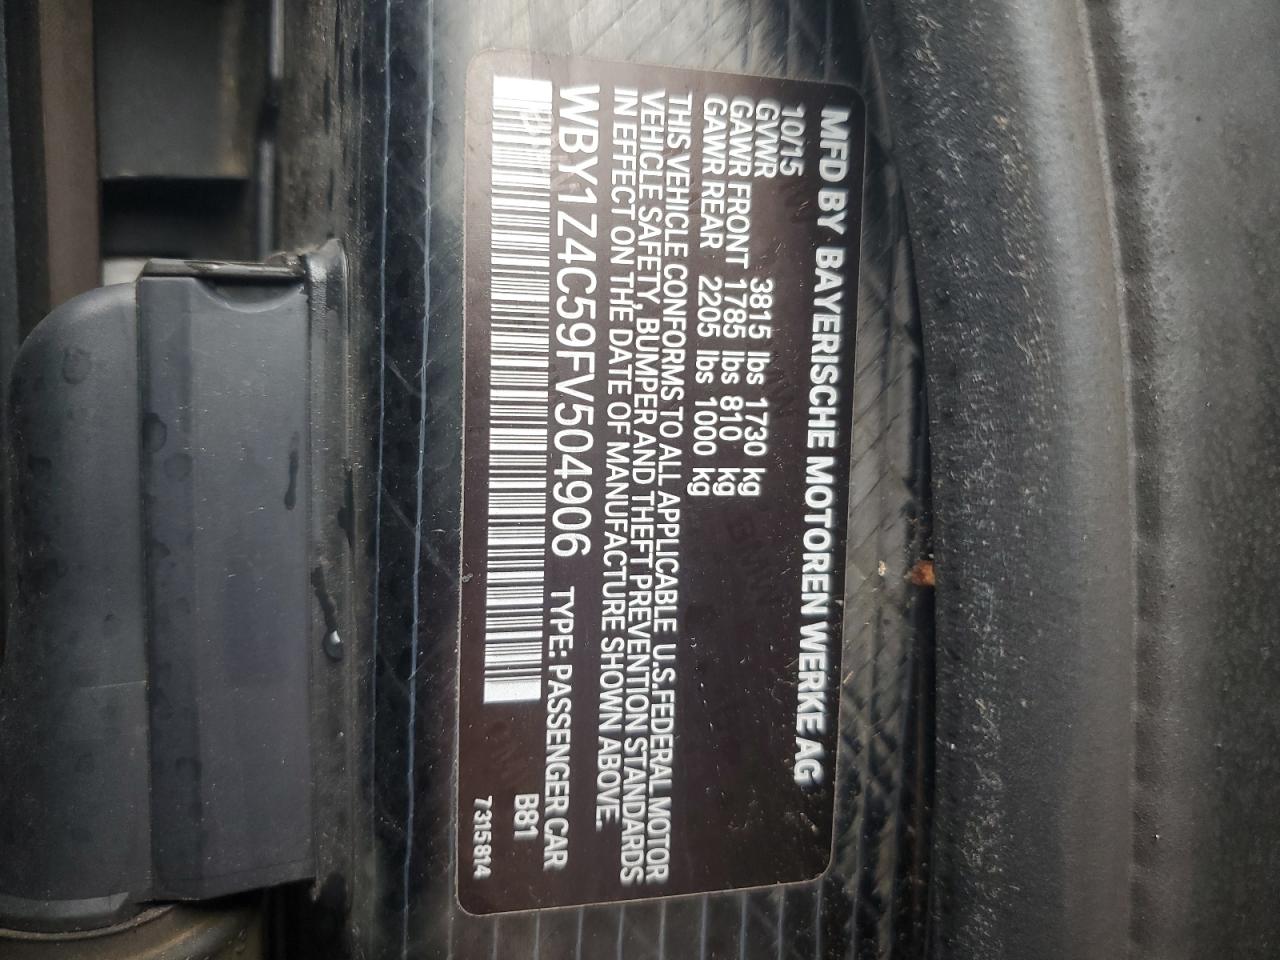 MFD BY BAYERISCHE MOTOREN WERKE AG
10/15
GVWR 3815 lbs 1730 kg
GAWR FRONT 1785 lbs 810 kg
GAWR REAR 2205 lbs 1000 kg
THIS VEHICLE CONFORMS TO ALL APPLICABLE U.S.FEDERAL MOTOR
VEHICLE SAFETY, BUMPER AND THEFT PREVENTION STANDARDS
IN EFFECT ON THE DATE OF MANUFACTURE SHOWN ABOVE.
WBY1Z4C59FV504906 TYPE: PASSENGER CAR
B81
7315814